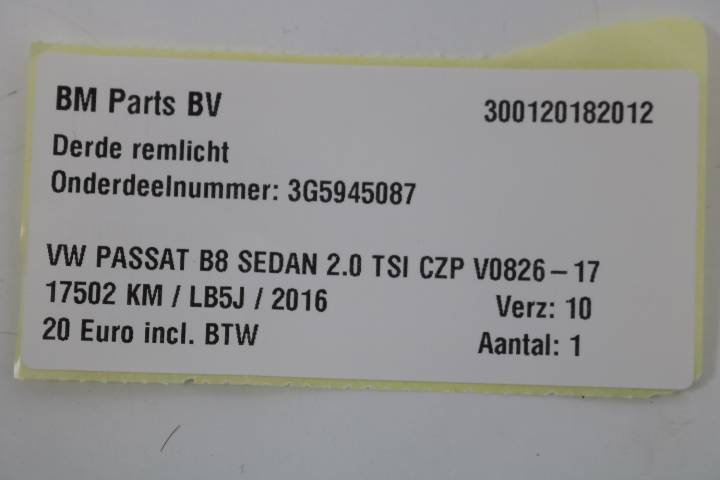 BM Parts BV 300120182012
Derde remlicht
Onderdeelnummer: 3G5945087
VW PASSAT B8 SEDAN 2.0 TSI CZP V0826-17
17502 KM / LB5J / 2016 Verz: 10
20 Euro incl. BTW Aantal: 1